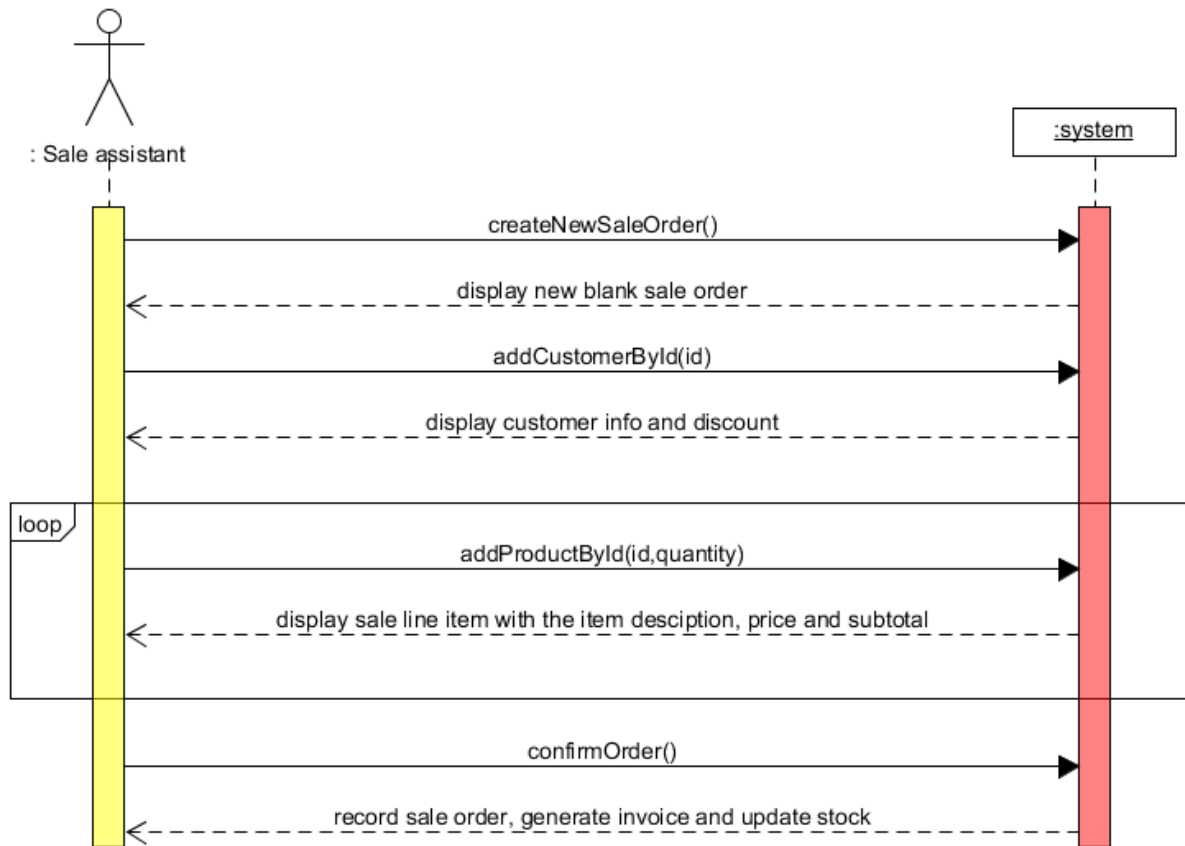 : Sale assistant
:system
createNewSaleOrder()
display new blank sale order
addCustomerById(id)
display customer info and discount
loop
addProductById(id,quantity)
display sale line item with the item desciption, price and subtotal
confirmOrder()
record sale order, generate invoice and update stock